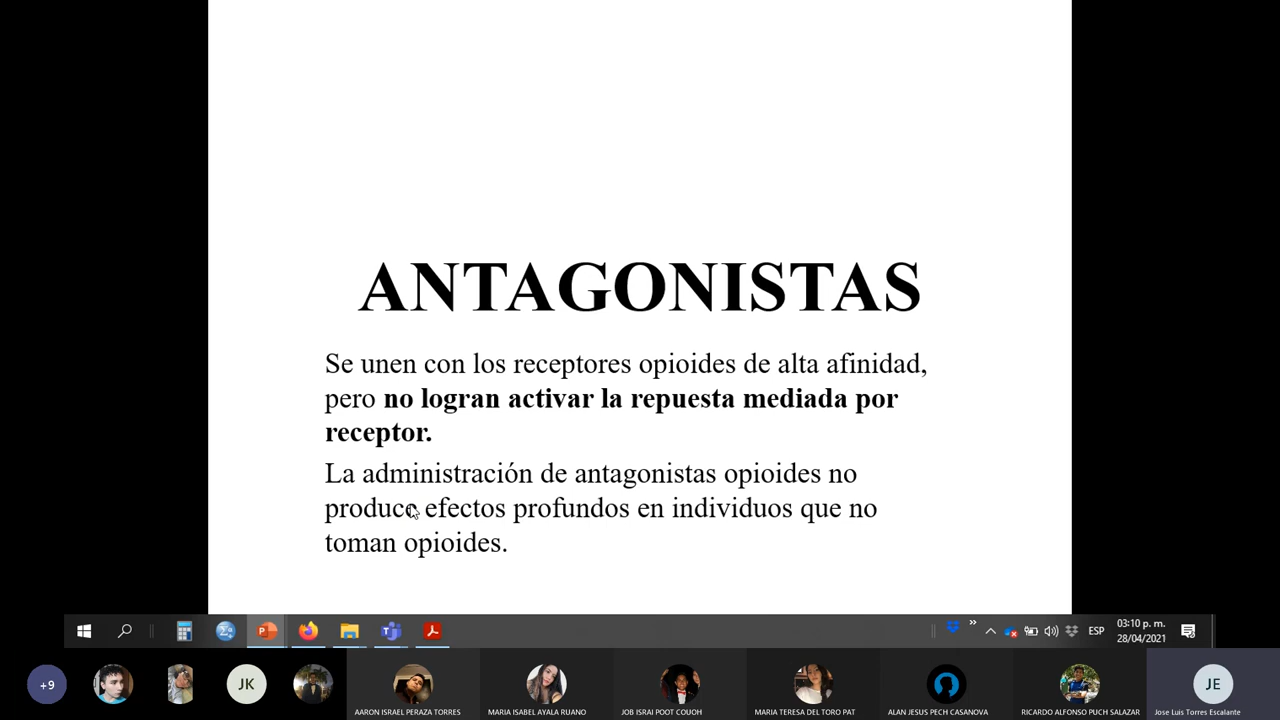 ANTAGONISTAS
Se unen con los receptores opioides de alta afinidad,
pero no logran activar la repuesta mediada por
receptor.
La administración de antagonistas opioides no
produce efectos profundos en individuos que no
toman opioides.
ESP
03:10 p. m.
28/04/2021
+9
JK
JE
AARON ISRAEL PERAZA TORRES
MARIA ISABEL AYALA RUANO
JOB ISRAI POOT COUOH
MARIA TERESA DEL TORO PAT
ALAN JESUS PECH CASANOVA
RICARDO ALFONSO PUCH SALAZAR
Jose Luis Torres Escalante